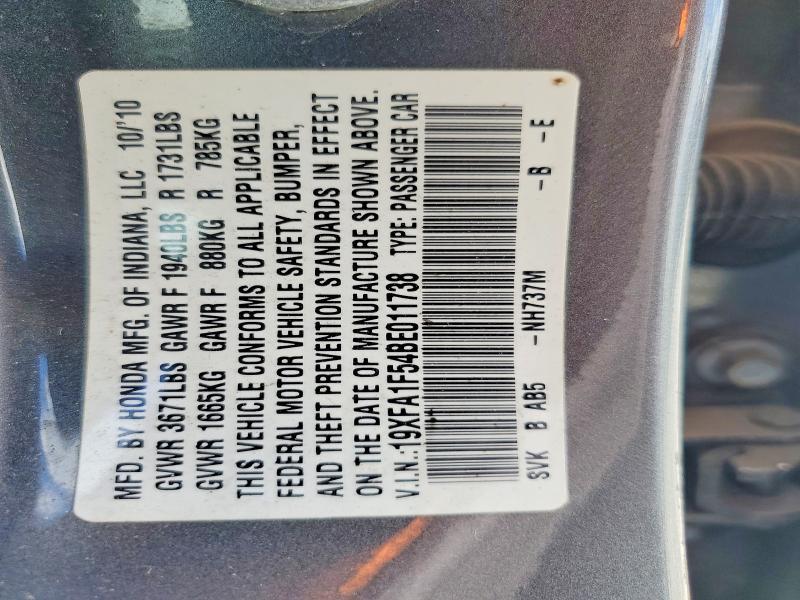 MFD. BY HONDA MFG. OF INDIANA, LLC 10/'10
GVWR 3671LBS GAWR F 1940LBS R 1731LBS
GVWR 1665KG GAWR F 880KG R 785KG
THIS VEHICLE CONFORMS TO ALL APPLICABLE
FEDERAL MOTOR VEHICLE SAFETY, BUMPER,
AND THEFT PREVENTION STANDARDS IN EFFECT
ON THE DATE OF MANUFACTURE SHOWN ABOVE.
V.I.N.:19XFA1F54BE011738 TYPE: PASSENGER CAR
SVK B AB5 -NH737M -B -E